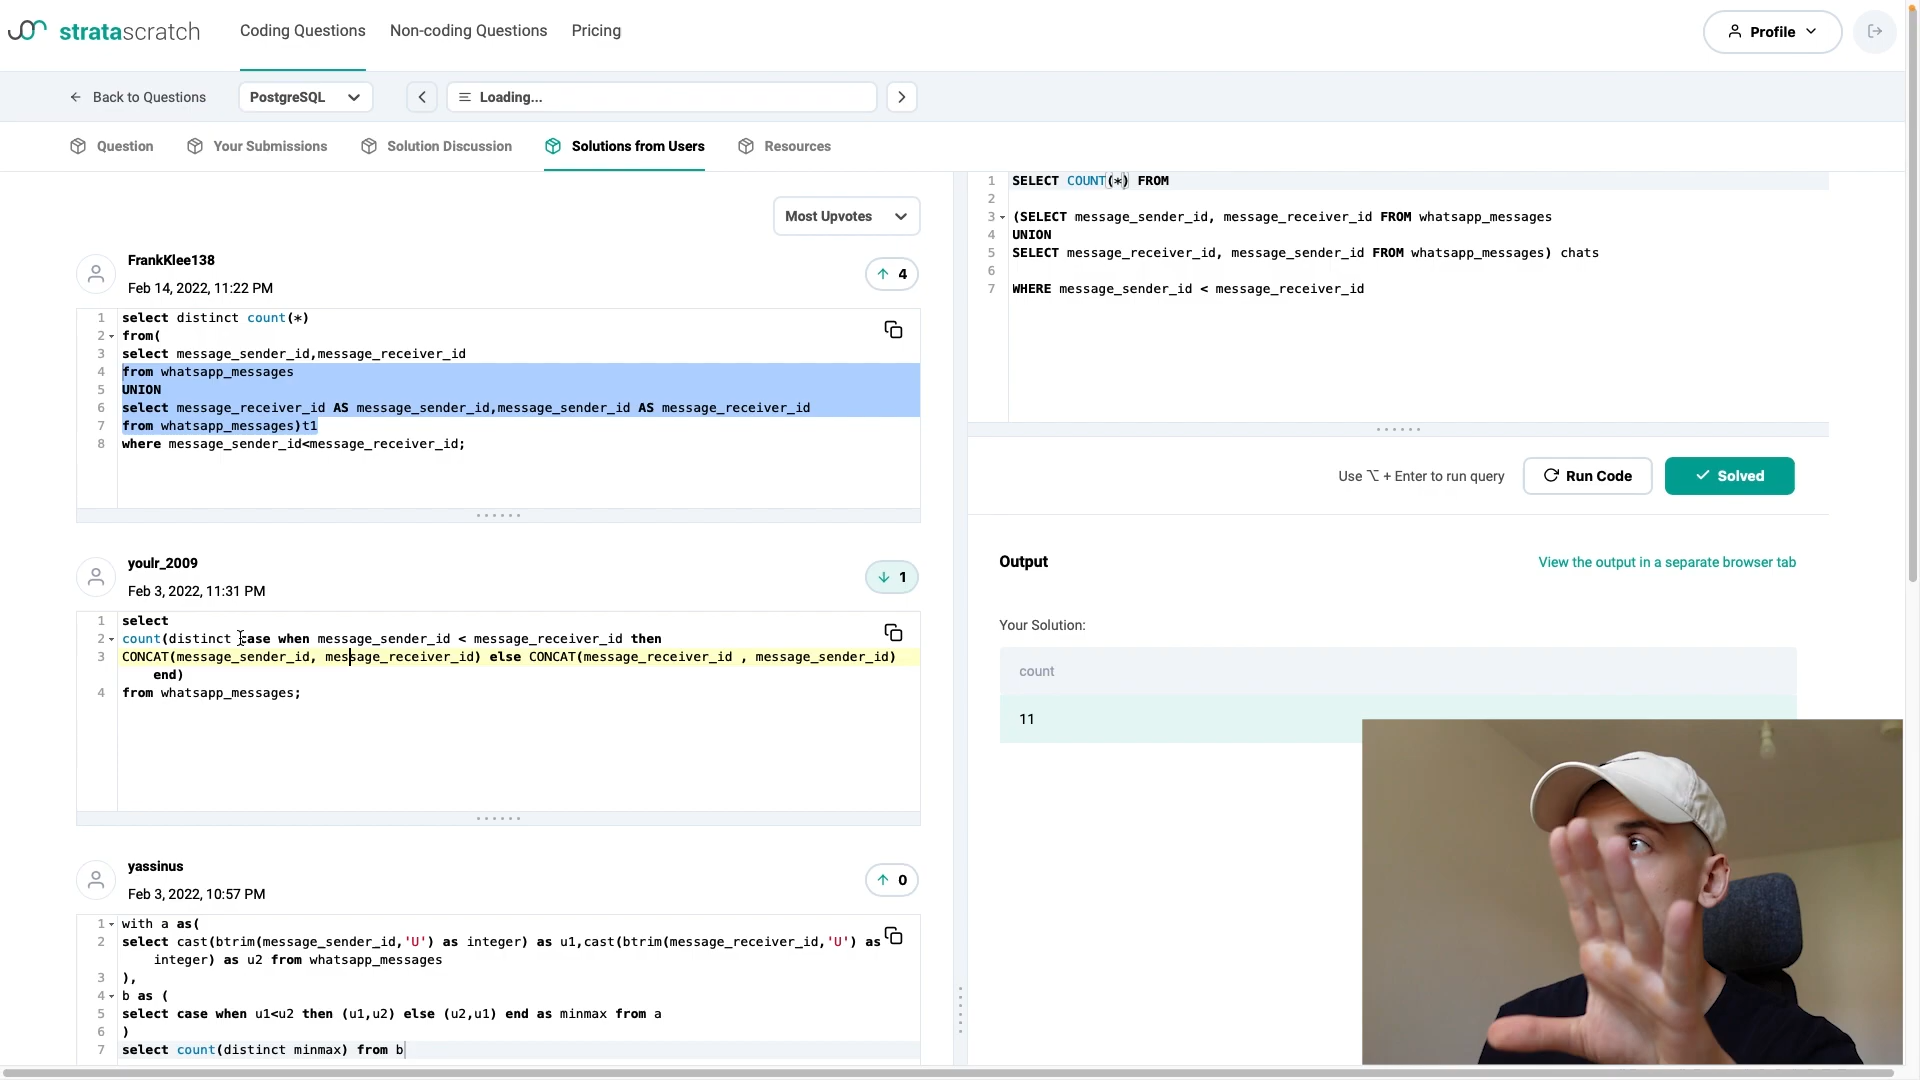 stratascratch
Coding Questions
Non-coding Questions
Pricing
Profile
Back to Questions
PostgreSQL
Loading...
Question
Your Submissions
Solution Discussion
Solutions from Users
Resources
Most Upvotes
FrankKlee138
Feb 14, 2022, 11:22 PM
4
1 select distinct count(*)
2 from(
3 select message_sender_id,message_receiver_id
4 from whatsapp_messages
5 UNION
6 select message_receiver_id AS message_sender_id,message_sender_id AS message_receiver_id
7 from whatsapp_messages)t1
8 where message_sender_id<message_receiver_id;
youlr_2009
Feb 3, 2022, 11:31 PM
1
1 select
2 count(distinct case when message_sender_id < message_receiver_id then
3 CONCAT(message_sender_id, message_receiver_id) else CONCAT(message_receiver_id , message_sender_id)
end)
4 from whatsapp_messages;
yassinus
Feb 3, 2022, 10:57 PM
0
1 with a as(
2 select cast(btrim(message_sender_id,'U') as integer) as u1,cast(btrim(message_receiver_id,'U') as
integer) as u2 from whatsapp_messages
3 ),
4 b as (
5 select case when u1<u2 then (u1,u2) else (u2,u1) end as minmax from a
6 )
7 select count(distinct minmax) from b
1 SELECT COUNT(*) FROM
2
3 (SELECT message_sender_id, message_receiver_id FROM whatsapp_messages
4 UNION
5 SELECT message_receiver_id, message_sender_id FROM whatsapp_messages) chats
6
7 WHERE message_sender_id < message_receiver_id
Use ⌥ + Enter to run query
Run Code
Solved
Output
View the output in a separate browser tab
Your Solution:
count
11